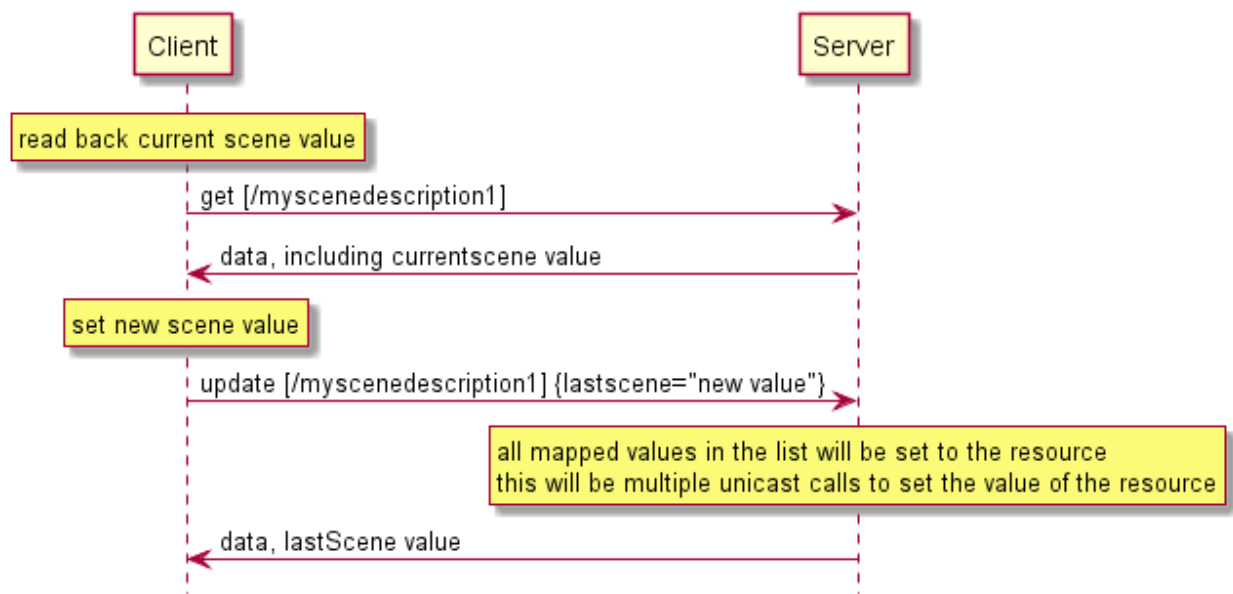 Client
Server
read back current scene value
get [/myscenedescription1]
data, including currentscene value
set new scene value
update [/myscenedescription1] {lastscene="new value"}
all mapped values in the list will be set to the resource
this will be multiple unicast calls to set the value of the resource
data, lastScene value